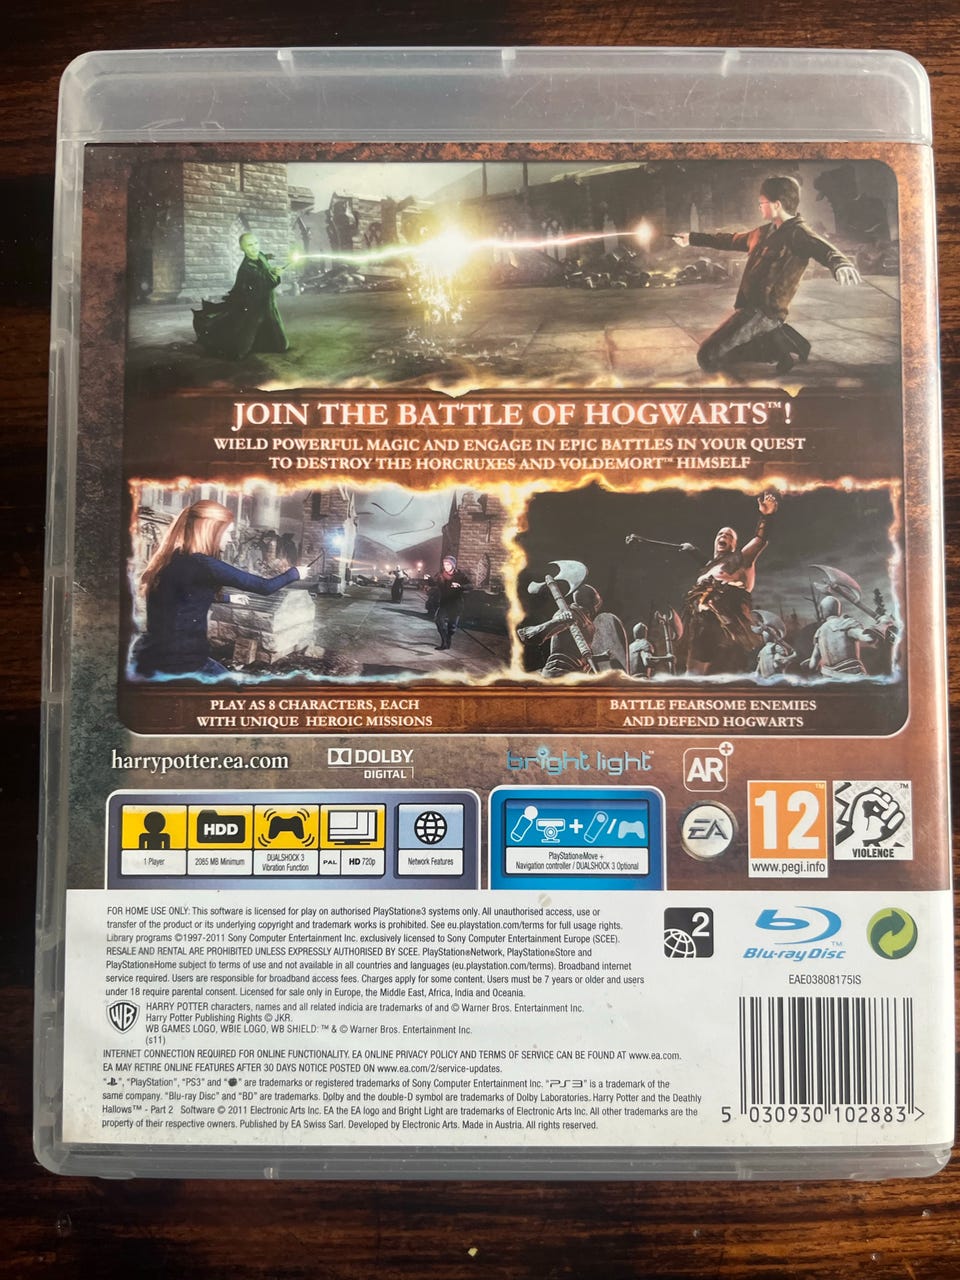 JOIN THE BATTLE OF HOGWARTS™!
WIELD POWERFUL MAGIC AND ENGAGE IN EPIC BATTLES IN YOUR QUEST
TO DESTROY THE HORCRUXES AND VOLDEMORT™ HIMSELF
PLAY AS 8 CHARACTERS, EACH
WITH UNIQUE HEROIC MISSIONS
BATTLE FEARSOME ENEMIES
AND DEFEND HOGWARTS
harrypotter.ea.com
DOLBY
DIGITAL
bright light™
AR+
HDD
1 Player
2085 MB Minimum
DUALSHOCK 3
Vibration Function
PAL
HD 720p
Network Features
PlayStation®Move +
Navigation controller / DUALSHOCK 3 Optional
EA
12™
www.pegi.info
™
VIOLENCE
FOR HOME USE ONLY: This software is licensed for play on authorised PlayStation®3 systems only. All unauthorised access, use or
transfer of the product or its underlying copyright and trademark works is prohibited. See eu.playstation.com/terms for full usage rights.
Library programs ©1997-2011 Sony Computer Entertainment Inc. exclusively licensed to Sony Computer Entertainment Europe (SCEE).
RESALE AND RENTAL ARE PROHIBITED UNLESS EXPRESSLY AUTHORISED BY SCEE. PlayStation®Network, PlayStation®Store and
PlayStation®Home subject to terms of use and not available in all countries and languages (eu.playstation.com/terms). Broadband internet
service required. Users are responsible for broadband access fees. Charges apply for some content. Users must be 7 years or older and users
under 18 require parental consent. Licensed for sale only in Europe, the Middle East, Africa, India and Oceania.
2
Blu-ray Disc™
EAE03808175IS
WB
HARRY POTTER characters, names and all related indicia are trademarks of and © Warner Bros. Entertainment Inc.
Harry Potter Publishing Rights © JKR.
WB GAMES LOGO, WBIE LOGO, WB SHIELD: ™ & © Warner Bros. Entertainment Inc.
(s11)
INTERNET CONNECTION REQUIRED FOR ONLINE FUNCTIONALITY. EA ONLINE PRIVACY POLICY AND TERMS OF SERVICE CAN BE FOUND AT www.ea.com.
EA MAY RETIRE ONLINE FEATURES AFTER 30 DAYS NOTICE POSTED ON www.ea.com/2/service-updates.
" ", "PlayStation", "PS3" and " " are trademarks or registered trademarks of Sony Computer Entertainment Inc. "PS3" is a trademark of the
same company. "Blu-ray Disc" and "BD" are trademarks. Dolby and the double-D symbol are trademarks of Dolby Laboratories. Harry Potter and the Deathly
Hallows™ - Part 2 Software © 2011 Electronic Arts Inc. EA the EA logo and Bright Light are trademarks of Electronic Arts Inc. All other trademarks are the
property of their respective owners. Published by EA Swiss Sarl. Developed by Electronic Arts. Made in Austria. All rights reserved.
5 030930 102883 >